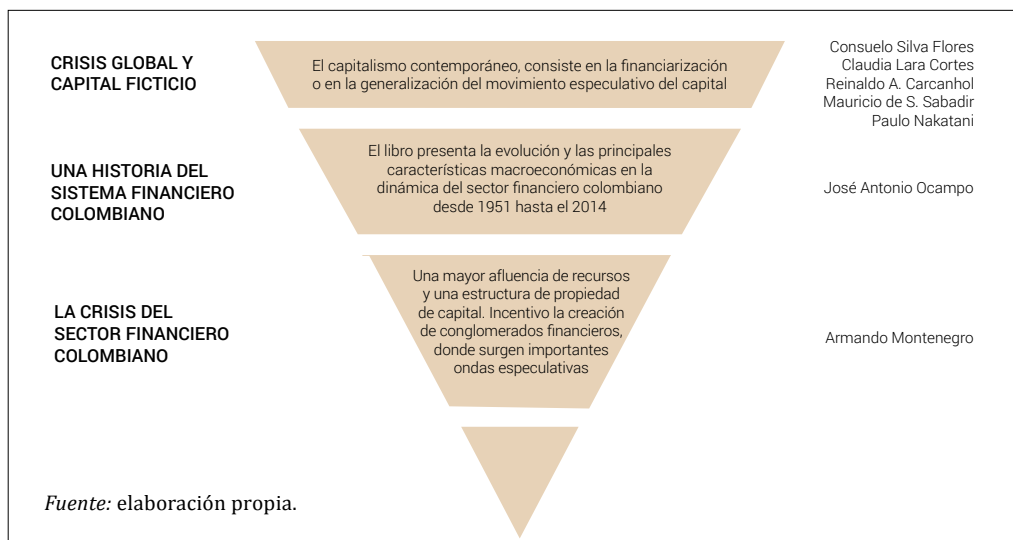 CRISIS GLOBAL Y
CAPITAL FICTICIO
El capitalismo contemporáneo, consiste en la financiarización
o en la generalización del movimiento especulativo del capital
Consuelo Silva Flores
Claudia Lara Cortes
Reinaldo A. Carcanhol
Mauricio de S. Sabadir
Paulo Nakatani
UNA HISTORIA DEL
SISTEMA FINANCIERO
COLOMBIANO
El libro presenta la evolución y las principales
características macroeconómicas en la
dinámica del sector financiero colombiano
desde 1951 hasta el 2014
José Antonio Ocampo
LA CRISIS DEL
SECTOR FINANCIERO
COLOMBIANO
Una mayor afluencia de recursos
y una estructura de propiedad
de capital. Incentivo la creación
de conglomerados financieros,
donde surgen importantes
ondas especulativas
Armando Montenegro
Fuente: elaboración propia.